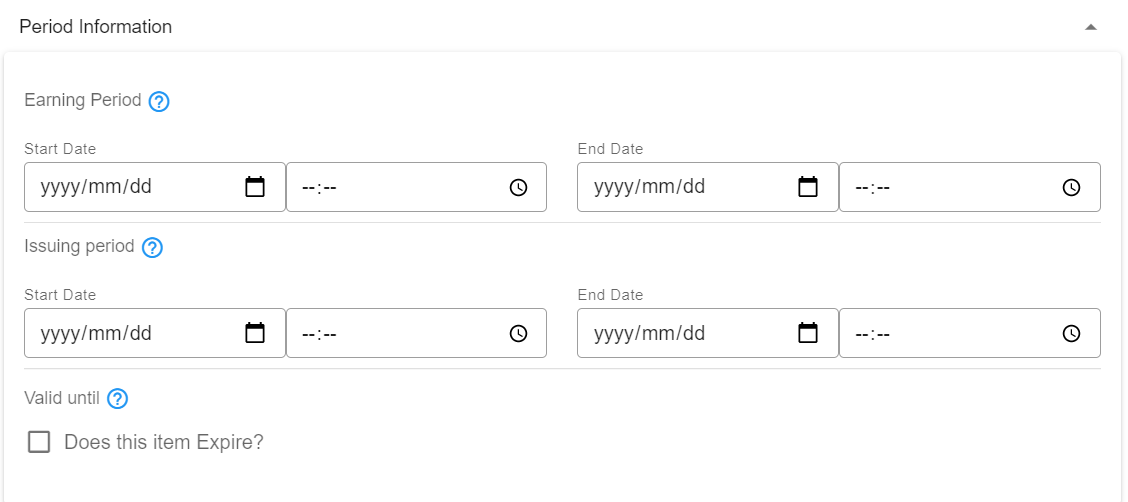 Period Information
Earning Period ?
Start Date End Date
yyyy/mm/dd --:-- yyyy/mm/dd --:--
Issuing period ?
Start Date End Date
yyyy/mm/dd --:-- yyyy/mm/dd --:--
Valid until ?
Does this item Expire?